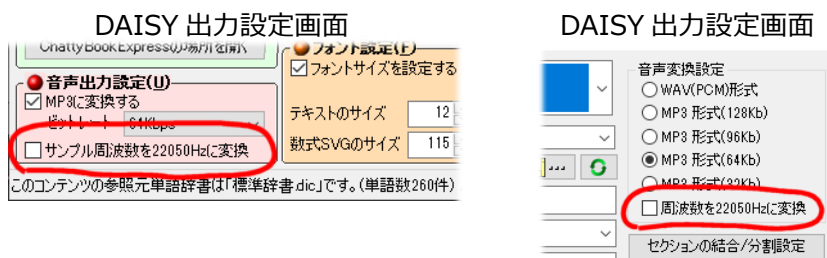 DAISY 出力設定画面
ChattyBookExpressの場所を開く
音声出力設定(U)
MP3に変換する
ビットレート 64Kbps
サンプル周波数を22050Hzに変換
フォント設定(F)
フォントサイズを設定する
テキストのサイズ 12
数式SVGのサイズ 115
このコンテンツの参照元単語辞書は「標準辞書.dic」です。(単語数260件)
DAISY 出力設定画面
...
音声変換設定
WAV(PCM)形式
MP3 形式(128Kb)
MP3 形式(96Kb)
MP3 形式(64Kb)
MP3 形式(32Kb)
周波数を22050Hzに変換
セクションの結合/分割設定